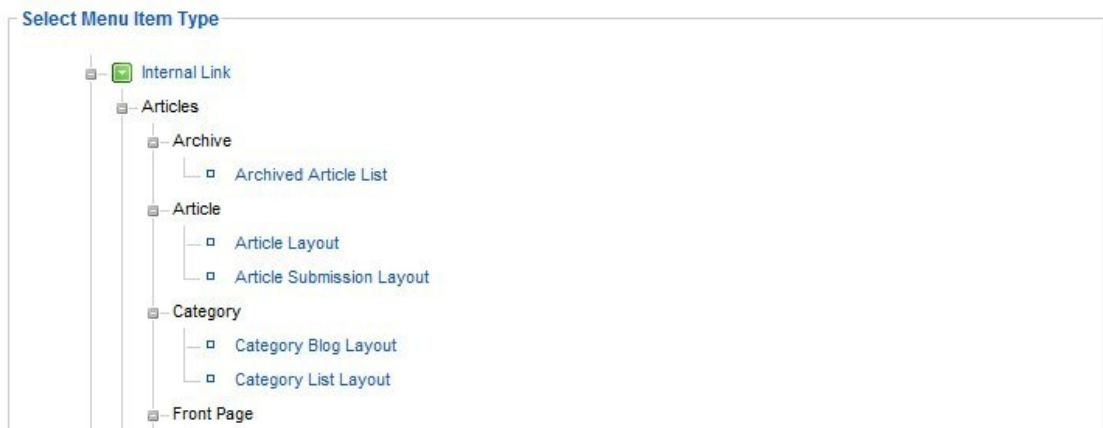 Select Menu Item Type
Internal Link
Articles
Archive
Archived Article List
Article
Article Layout
Article Submission Layout
Category
Category Blog Layout
Category List Layout
Front Page